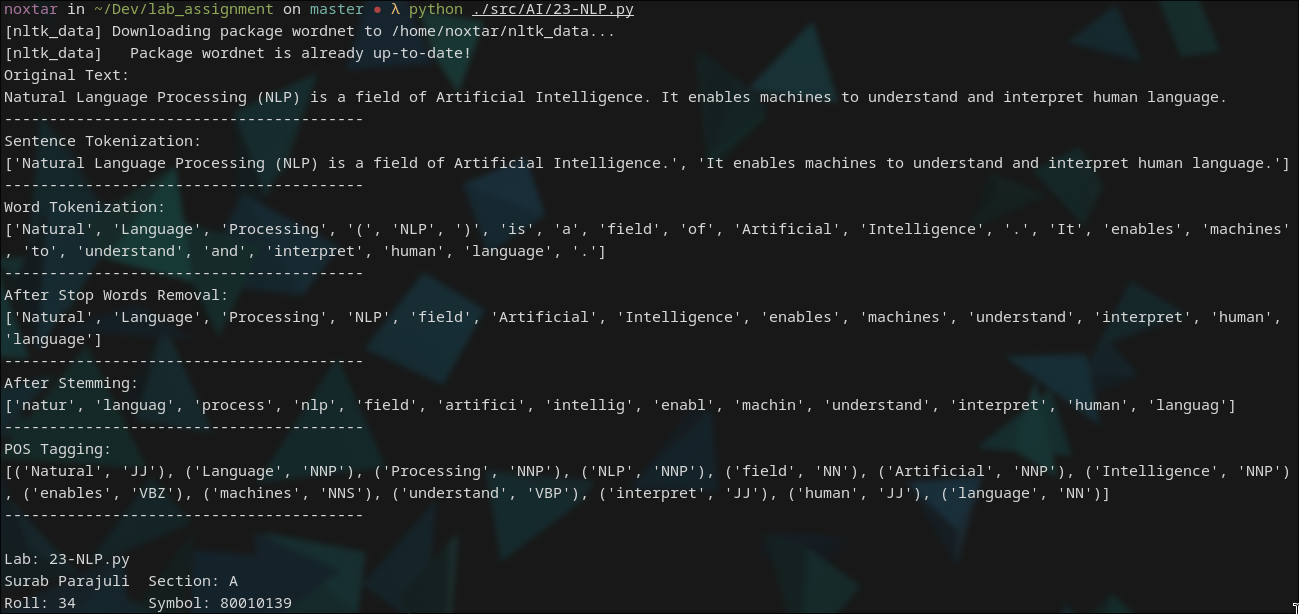 noxtar in ~/Dev/lab_assignment on master • λ python ./src/AI/23-NLP.py
[nltk_data] Downloading package wordnet to /home/noxtar/nltk_data...
[nltk_data]   Package wordnet is already up-to-date!
Original Text:
Natural Language Processing (NLP) is a field of Artificial Intelligence. It enables machines to understand and interpret human language.
----------------------------------------
Sentence Tokenization:
['Natural Language Processing (NLP) is a field of Artificial Intelligence.', 'It enables machines to understand and interpret human language.']
----------------------------------------
Word Tokenization:
['Natural', 'Language', 'Processing', '(', 'NLP', ')', 'is', 'a', 'field', 'of', 'Artificial', 'Intelligence', '.', 'It', 'enables', 'machines'
, 'to', 'understand', 'and', 'interpret', 'human', 'language', '.']
----------------------------------------
After Stop Words Removal:
['Natural', 'Language', 'Processing', 'NLP', 'field', 'Artificial', 'Intelligence', 'enables', 'machines', 'understand', 'interpret', 'human',
'language']
----------------------------------------
After Stemming:
['natur', 'languag', 'process', 'nlp', 'field', 'artifici', 'intellig', 'enabl', 'machin', 'understand', 'interpret', 'human', 'languag']
----------------------------------------
POS Tagging:
[('Natural', 'JJ'), ('Language', 'NNP'), ('Processing', 'NNP'), ('NLP', 'NNP'), ('field', 'NN'), ('Artificial', 'NNP'), ('Intelligence', 'NNP')
, ('enables', 'VBZ'), ('machines', 'NNS'), ('understand', 'VBP'), ('interpret', 'JJ'), ('human', 'JJ'), ('language', 'NN')]
----------------------------------------
Lab: 23-NLP.py
Surab Parajuli  Section: A
Roll: 34        Symbol: 80010139